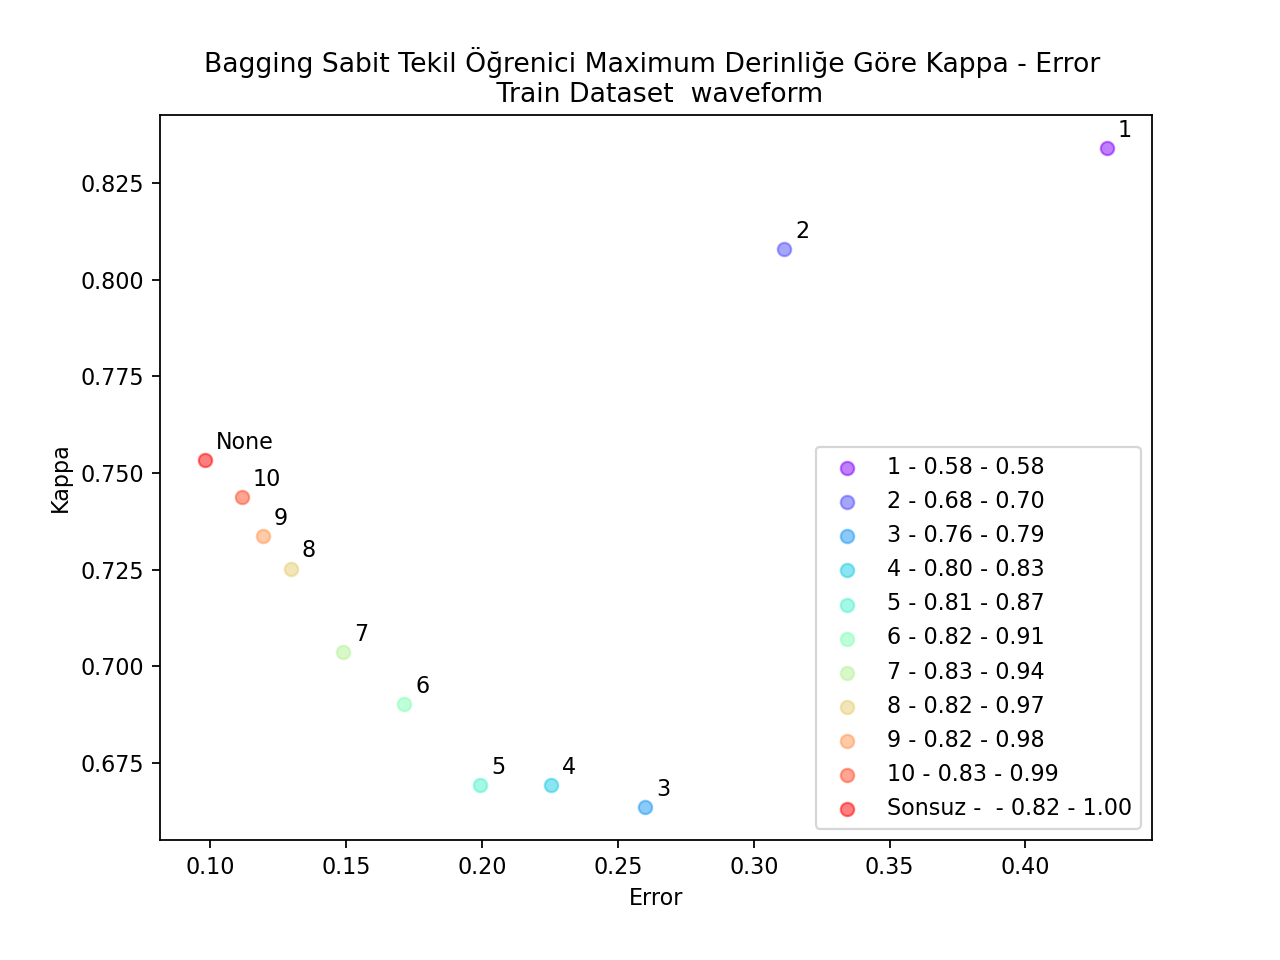 Bagging Sabit Tekil Öğrenici Maximum Derinliğe Göre Kappa - Error
Train Dataset  waveform
1
0.825
2
0.800
0.775
None
0.750
10
9
8
0.725
7
0.700
6
0.675
5
4
3
Kappa
1 - 0.58 - 0.58
2 - 0.68 - 0.70
3 - 0.76 - 0.79
4 - 0.80 - 0.83
5 - 0.81 - 0.87
6 - 0.82 - 0.91
7 - 0.83 - 0.94
8 - 0.82 - 0.97
9 - 0.82 - 0.98
10 - 0.83 - 0.99
Sonsuz -  - 0.82 - 1.00
0.10 0.15 0.20 0.25 0.30 0.35 0.40
Error